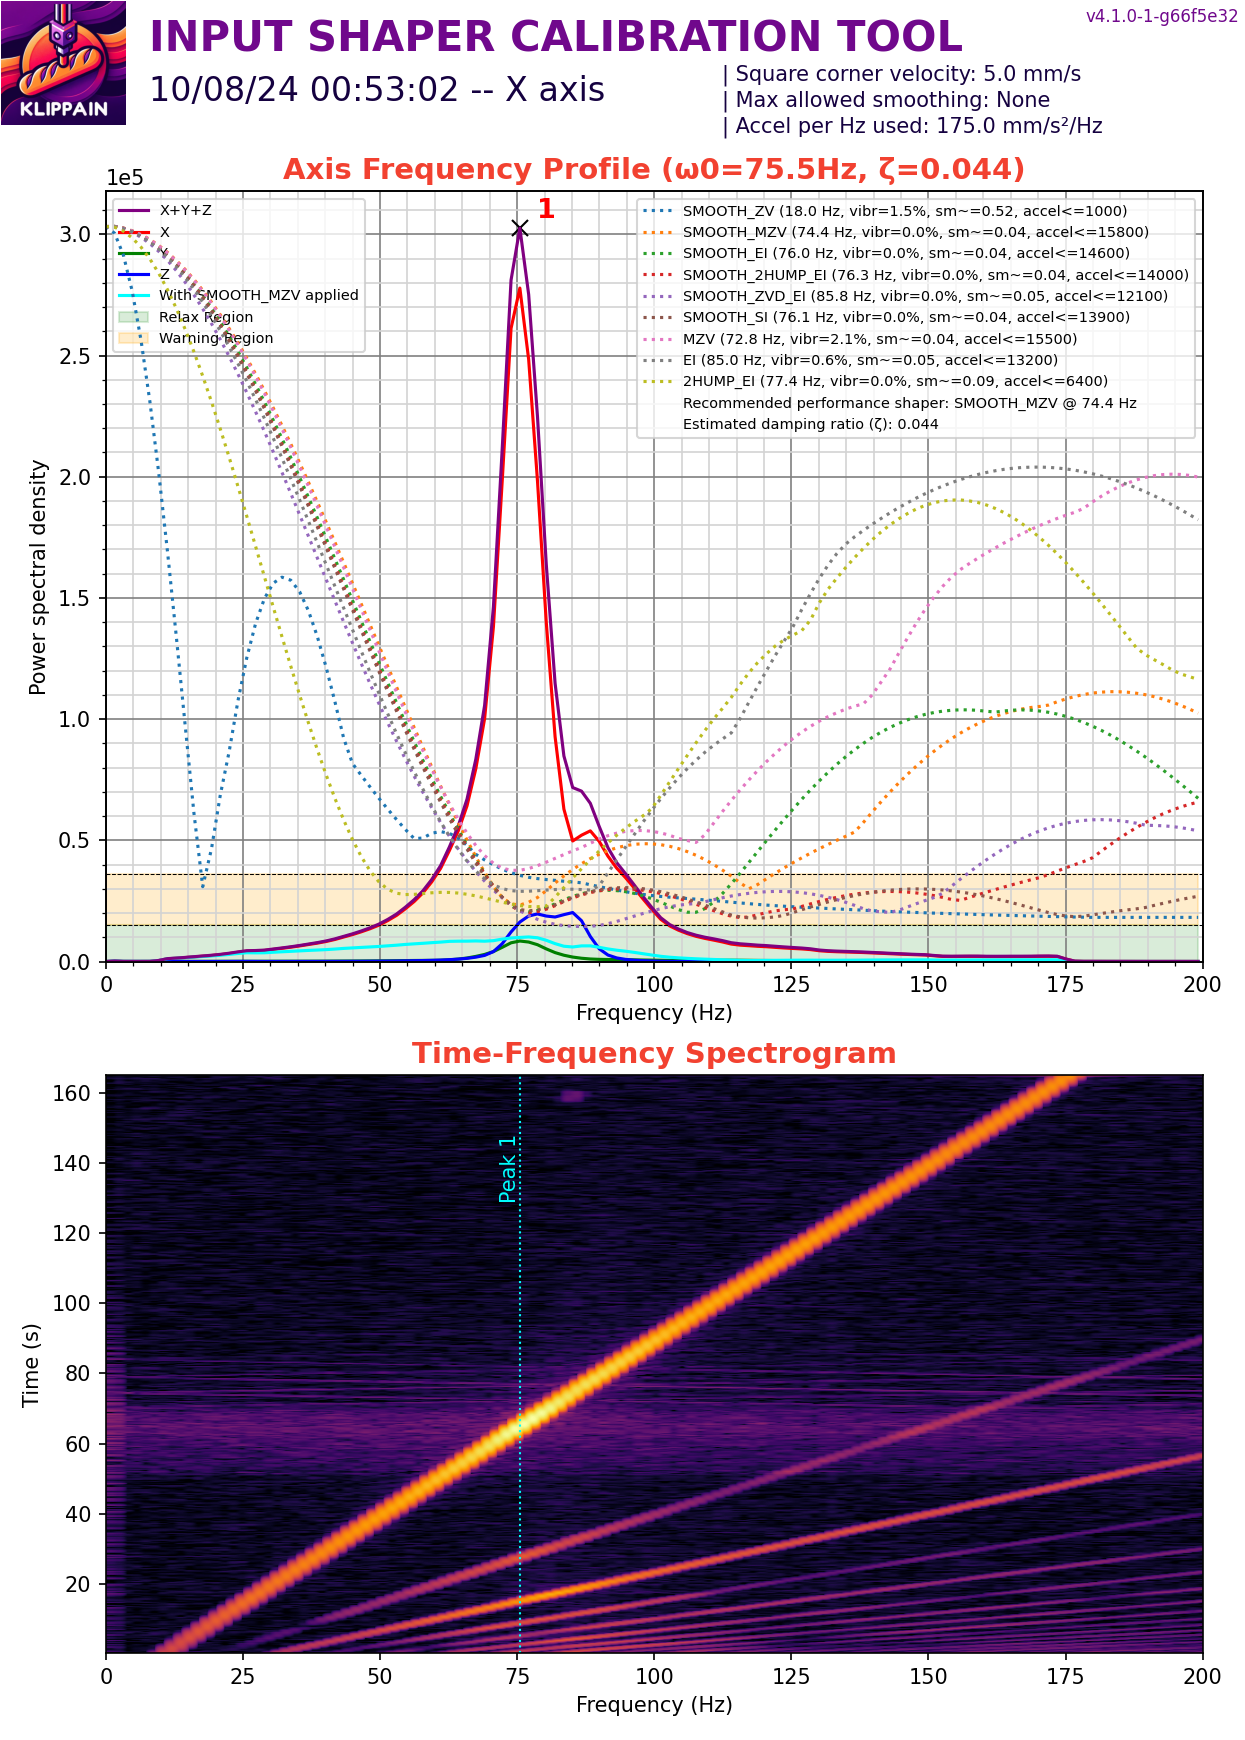 v4.1.0-1-g66f5e32
INPUT SHAPER CALIBRATION TOOL
10/08/24 00:53:02 -- X axis
| Square corner velocity: 5.0 mm/s
| Max allowed smoothing: None
| Accel per Hz used: 175.0 mm/s²/Hz
KLIPPAIN
Axis Frequency Profile (ω0=75.5Hz, ζ=0.044)
1e5
1
X+Y+Z
X
Y
Z
With SMOOTH_MZV applied
Relax Region
Warning Region
SMOOTH_ZV (18.0 Hz, vibr=1.5%, sm~=0.52, accel<=1000)
SMOOTH_MZV (74.4 Hz, vibr=0.0%, sm~=0.04, accel<=15800)
SMOOTH_EI (76.0 Hz, vibr=0.0%, sm~=0.04, accel<=14600)
SMOOTH_2HUMP_EI (76.3 Hz, vibr=0.0%, sm~=0.04, accel<=14000)
SMOOTH_ZVD_EI (85.8 Hz, vibr=0.0%, sm~=0.05, accel<=12100)
SMOOTH_SI (76.1 Hz, vibr=0.0%, sm~=0.04, accel<=13900)
MZV (72.8 Hz, vibr=2.1%, sm~=0.04, accel<=15500)
EI (85.0 Hz, vibr=0.6%, sm~=0.05, accel<=13200)
2HUMP_EI (77.4 Hz, vibr=0.0%, sm~=0.09, accel<=6400)
Recommended performance shaper: SMOOTH_MZV @ 74.4 Hz
Estimated damping ratio (ζ): 0.044
Power spectral density
3.0
2.5
2.0
1.5
1.0
0.5
0.0
0 25 50 75 100 125 150 175 200
Frequency (Hz)
Time-Frequency Spectrogram
Peak 1
Time (s)
160
140
120
100
80
60
40
20
0 25 50 75 100 125 150 175 200
Frequency (Hz)